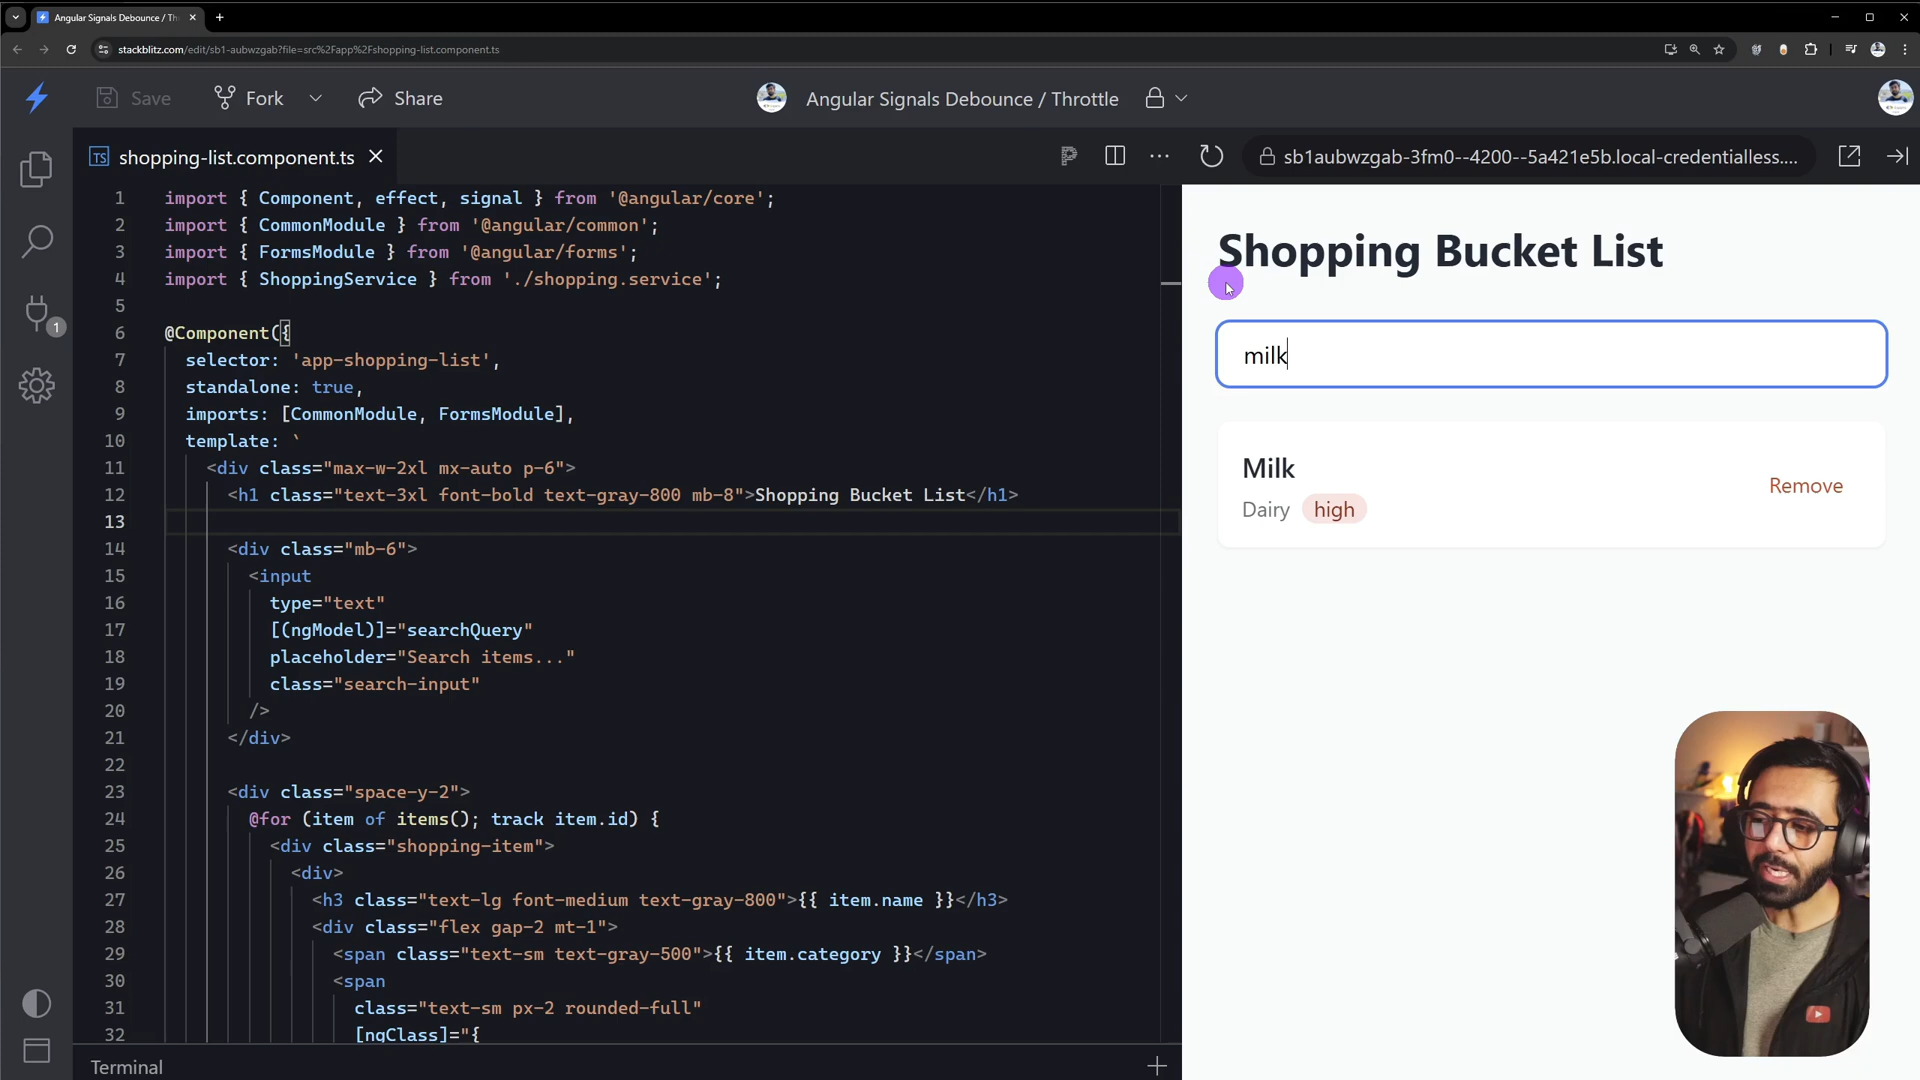 Angular Signals Debounce / Th
stackblitz.com/edit/sb1-aubwzgab?file=src%2Fapp%2Fshopping-list.component.ts
Save
Fork
Share
Angular Signals Debounce / Throttle
TS shopping-list.component.ts
sb1aubwzgab-3fm0--4200--5a421e5b.local-credentialless....
1 import { Component, effect, signal } from '@angular/core';
2 import { CommonModule } from '@angular/common';
3 import { FormsModule } from '@angular/forms';
4 import { ShoppingService } from './shopping.service';
5
6 @Component({
7 selector: 'app-shopping-list',
8 standalone: true,
9 imports: [CommonModule, FormsModule],
10 template: `
11 <div class="max-w-2xl mx-auto p-6">
12 <h1 class="text-3xl font-bold text-gray-800 mb-8">Shopping Bucket List</h1>
13
14 <div class="mb-6">
15 <input
16 type="text"
17 [(ngModel)]="searchQuery"
18 placeholder="Search items..."
19 class="search-input"
20 />
21 </div>
22
23 <div class="space-y-2">
24 @for (item of items(); track item.id) {
25 <div class="shopping-item">
26 <div>
27 <h3 class="text-lg font-medium text-gray-800">{{ item.name }}</h3>
28 <div class="flex gap-2 mt-1">
29 <span class="text-sm text-gray-500">{{ item.category }}</span>
30 <span
31 class="text-sm px-2 rounded-full"
32 [ngClass]="{
1
Terminal
Shopping Bucket List
milk
Milk
Dairy high
Remove